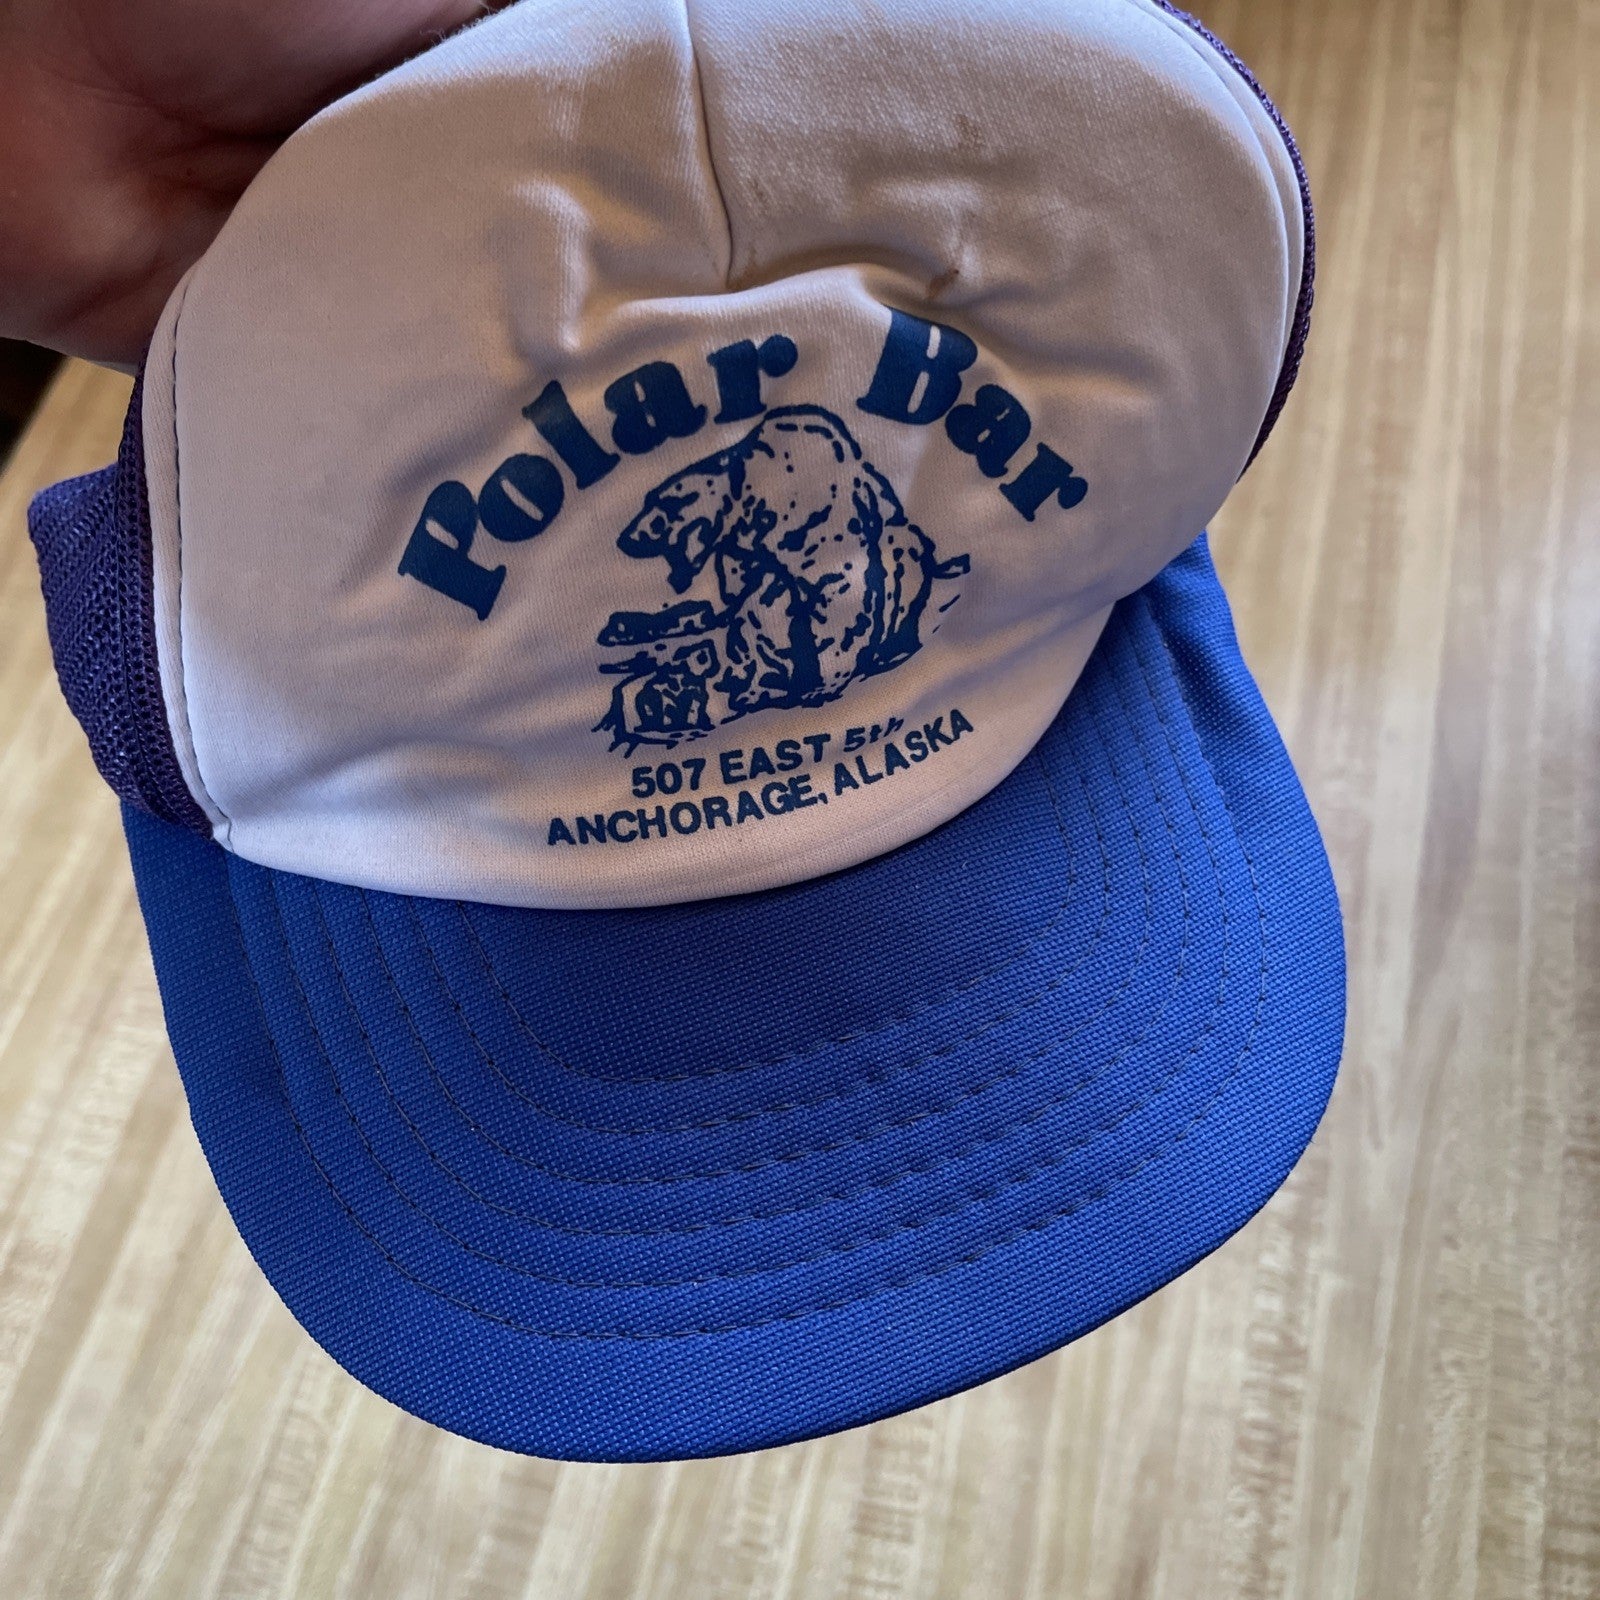 Polar Bar
507 EAST 5th
ANCHORAGE, ALASKA